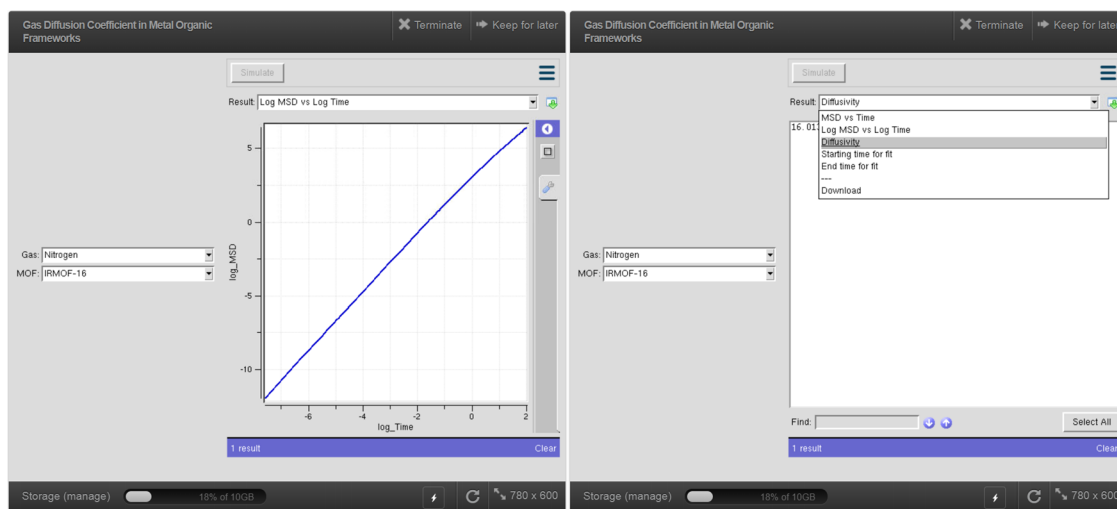 Gas Diffusion Coefficient in Metal Organic
Frameworks
Terminate
Keep for later
Simulate
Result: Log MSD vs Log Time
5
0
-5
-10
log_MSD
-6
-4
-2
0
2
log_Time
Gas: Nitrogen
MOF: IRMOF-16
1 result
Clear
Storage (manage)
18% of 10GB
780 x 600
Gas Diffusion Coefficient in Metal Organic
Frameworks
Terminate
Keep for later
Simulate
Result: Diffusivity
MSD vs Time
Log MSD vs Log Time
Diffusivity
Starting time for fit
End time for fit
---
Download
Gas: Nitrogen
MOF: IRMOF-16
Find:
Select All
1 result
Clear
Storage (manage)
18% of 10GB
780 x 600